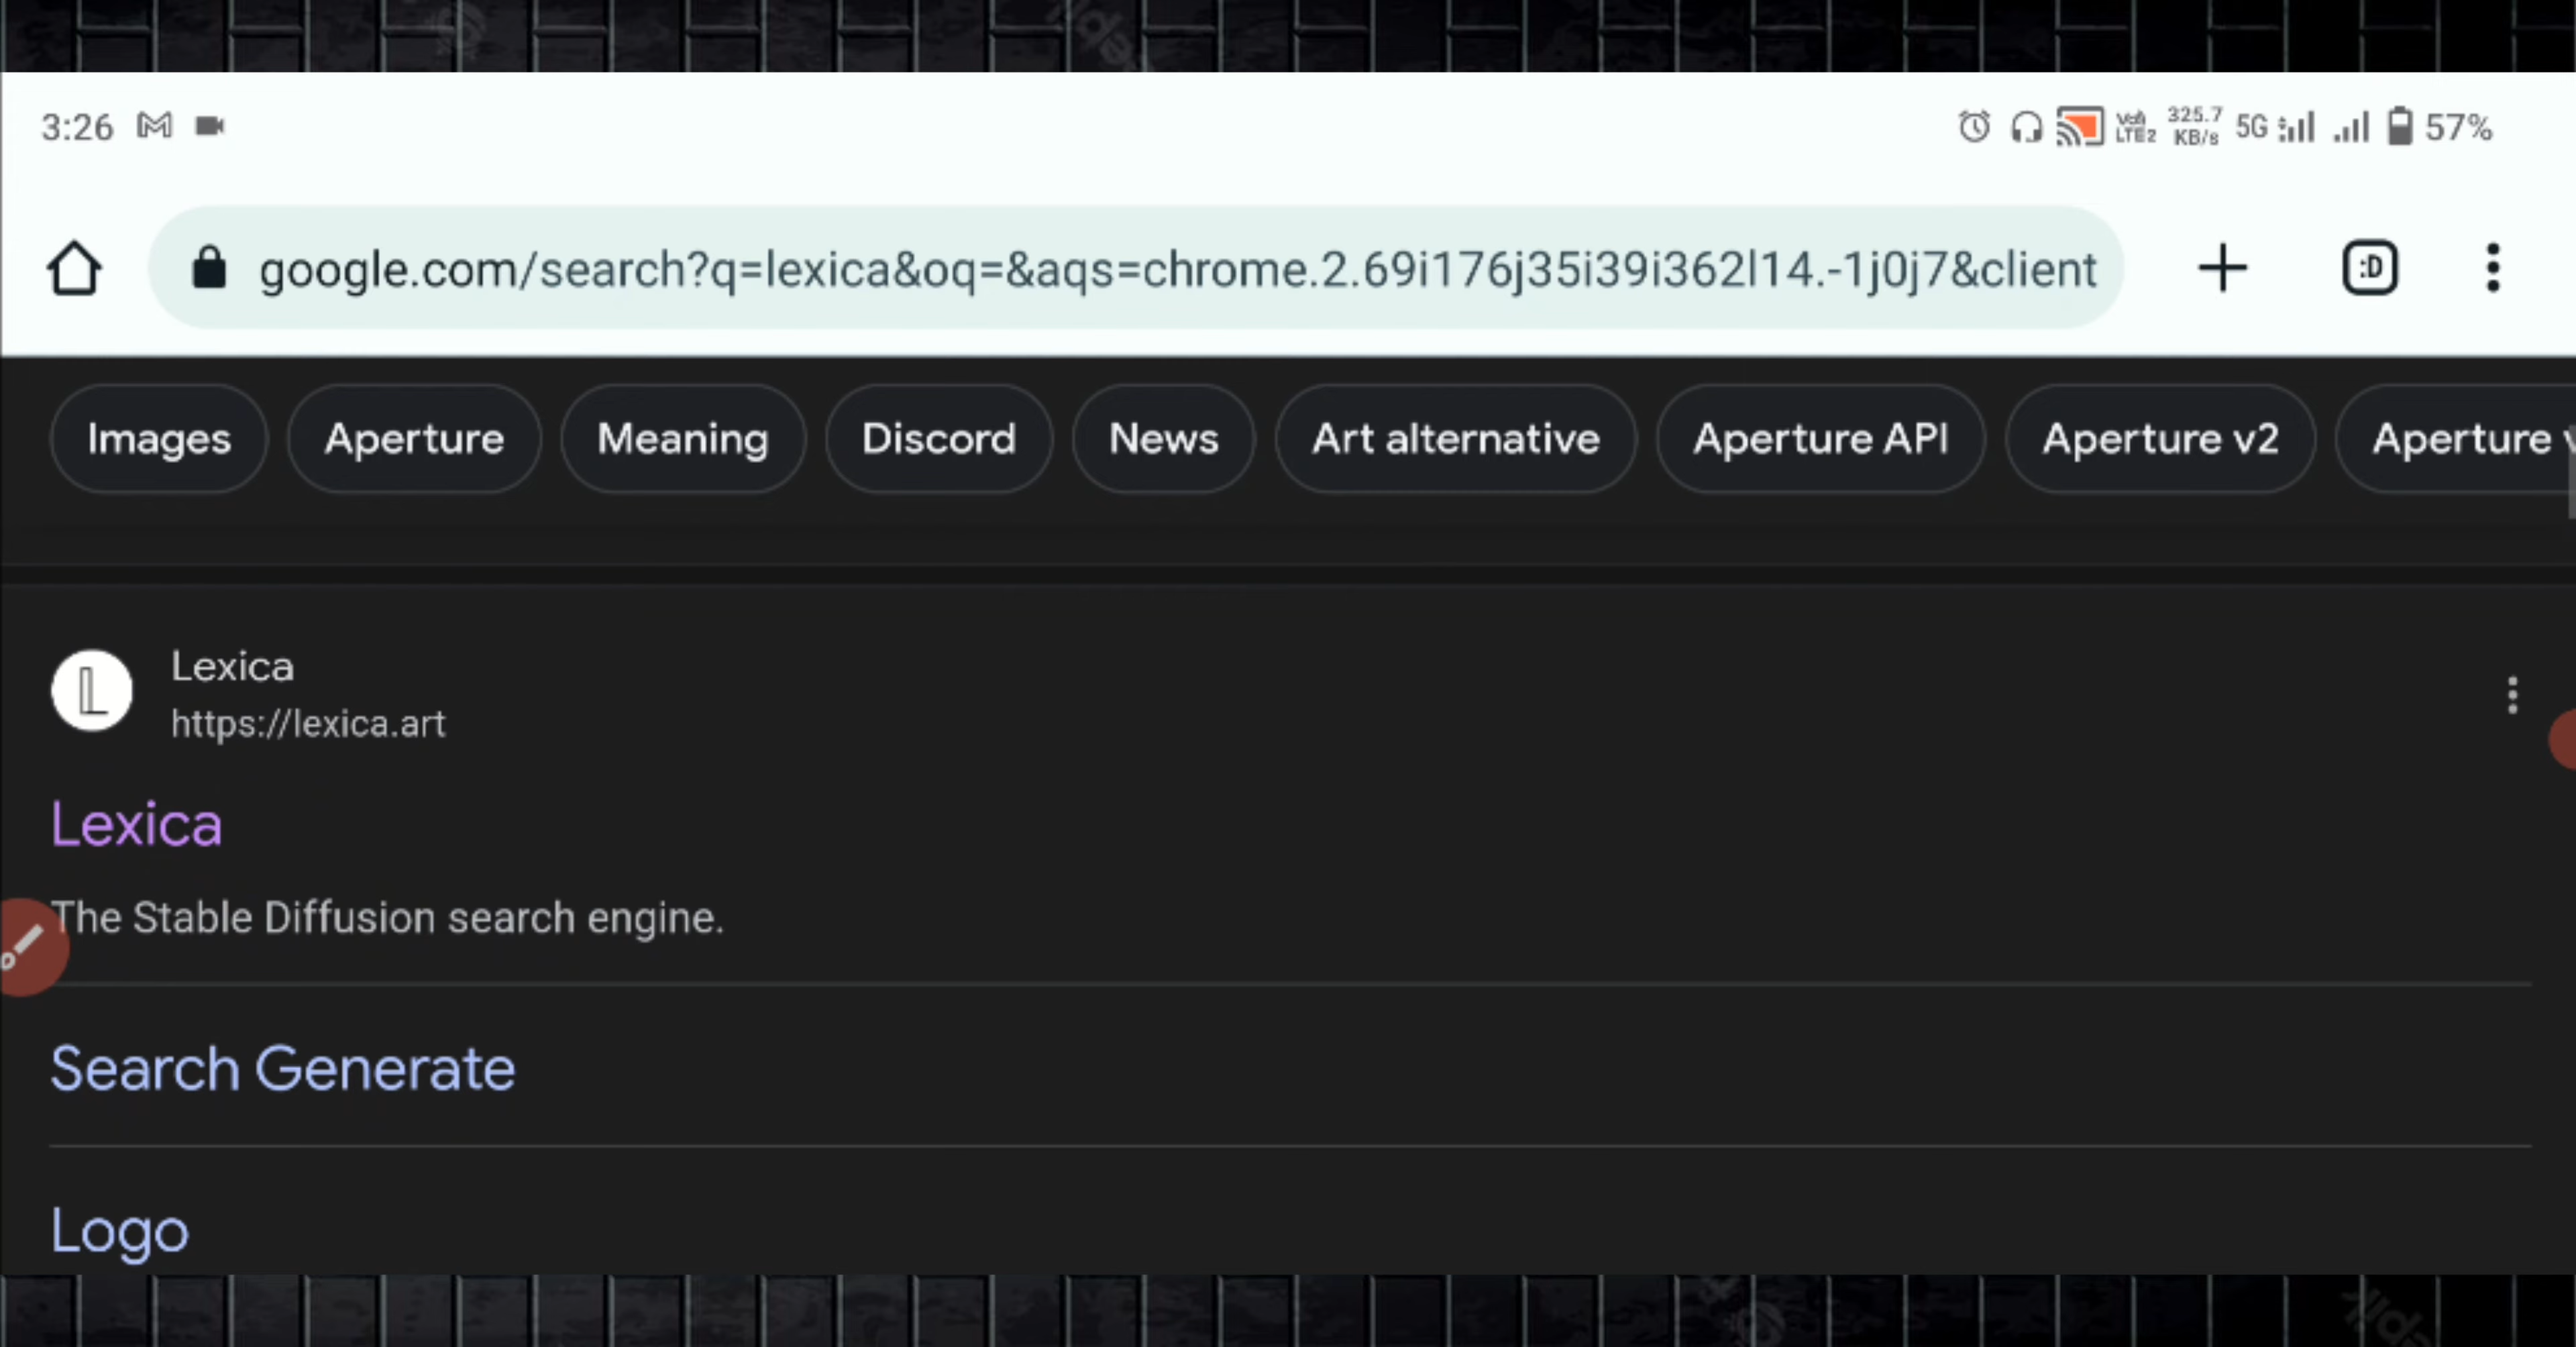 3:26 325.7 KB/s 5G 57%
google.com/search?q=lexica&oq=&aqs=chrome.2.69i176j35i39i362l14.-1j0j7&client
:D
Images Aperture Meaning Discord News Art alternative Aperture API Aperture v2 Aperture
Lexica
https://lexica.art
Lexica
The Stable Diffusion search engine.
Search Generate
Logo